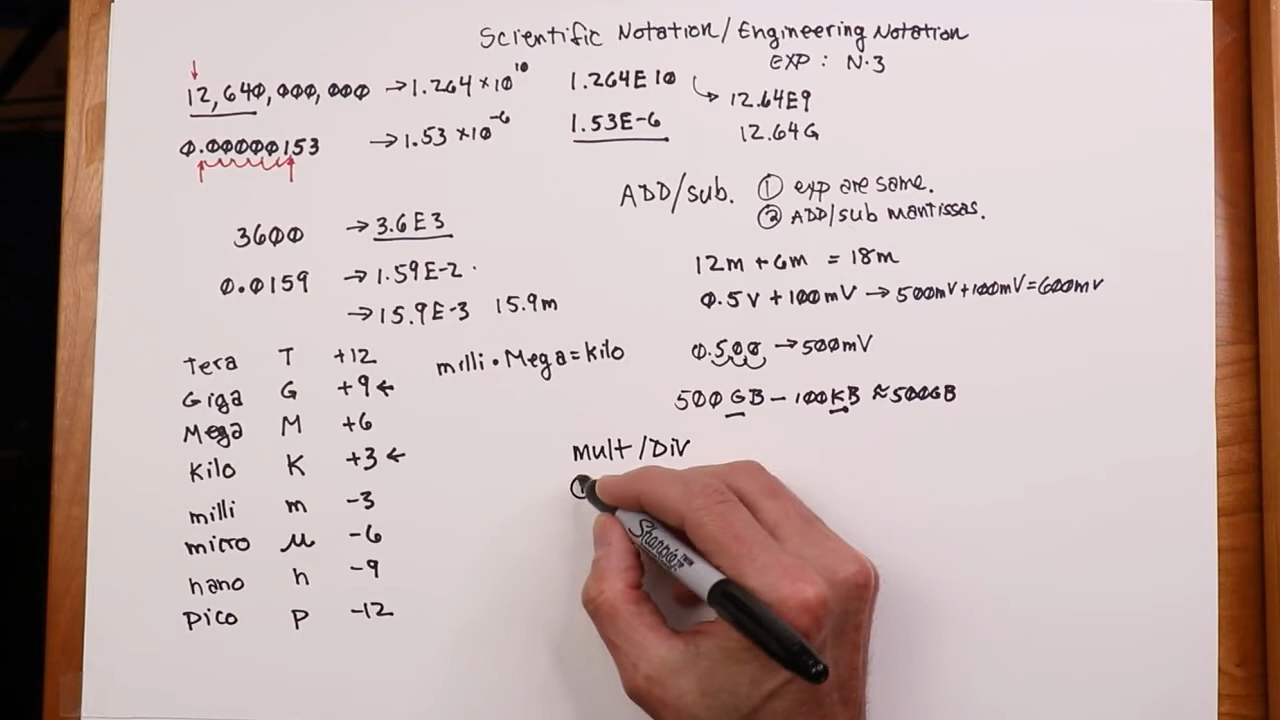 Scientific Notation/Engineering Notation
EXP : N·3
12,640,000,000 → 1.264 × 10^10 1.264E10 → 12.64E9
0.00000153 → 1.53 × 10^-6 1.53E-6 12.64G
ADD/sub. ① exp are same.
② ADD/sub mantissas.
3600 → 3.6E3
0.0159 → 1.59E-2
→ 15.9E-3 15.9m
12m + 6m = 18m
0.5V + 100mV → 500mV + 100mV = 600mV
0.500 → 500mV
500GB - 100KB ≈ 500GB
Tera T +12
Giga G +9 ←
Mega M +6
Kilo K +3 ←
milli m -3
micro μ -6
nano n -9
Pico P -12
milli • Mega = kilo
mult/Div
①
Sharpie